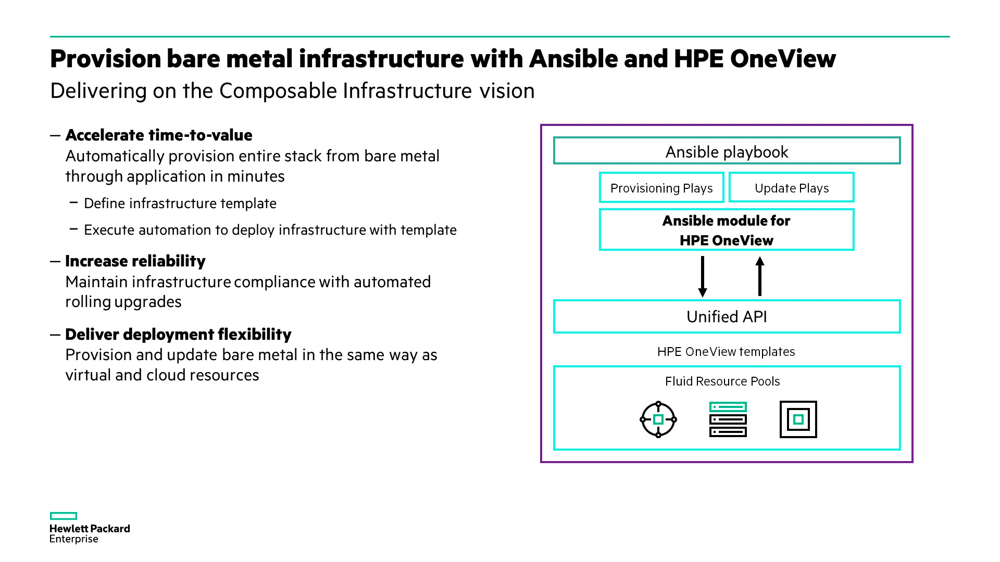 Provision bare metal infrastructure with Ansible and HPE OneView
Delivering on the Composable Infrastructure vision
– Accelerate time-to-value
Automatically provision entire stack from bare metal
through application in minutes
– Define infrastructure template
– Execute automation to deploy infrastructure with template
– Increase reliability
Maintain infrastructure compliance with automated
rolling upgrades
– Deliver deployment flexibility
Provision and update bare metal in the same way as
virtual and cloud resources
Ansible playbook
Provisioning Plays
Update Plays
Ansible module for
HPE OneView
Unified API
HPE OneView templates
Fluid Resource Pools
Hewlett Packard
Enterprise